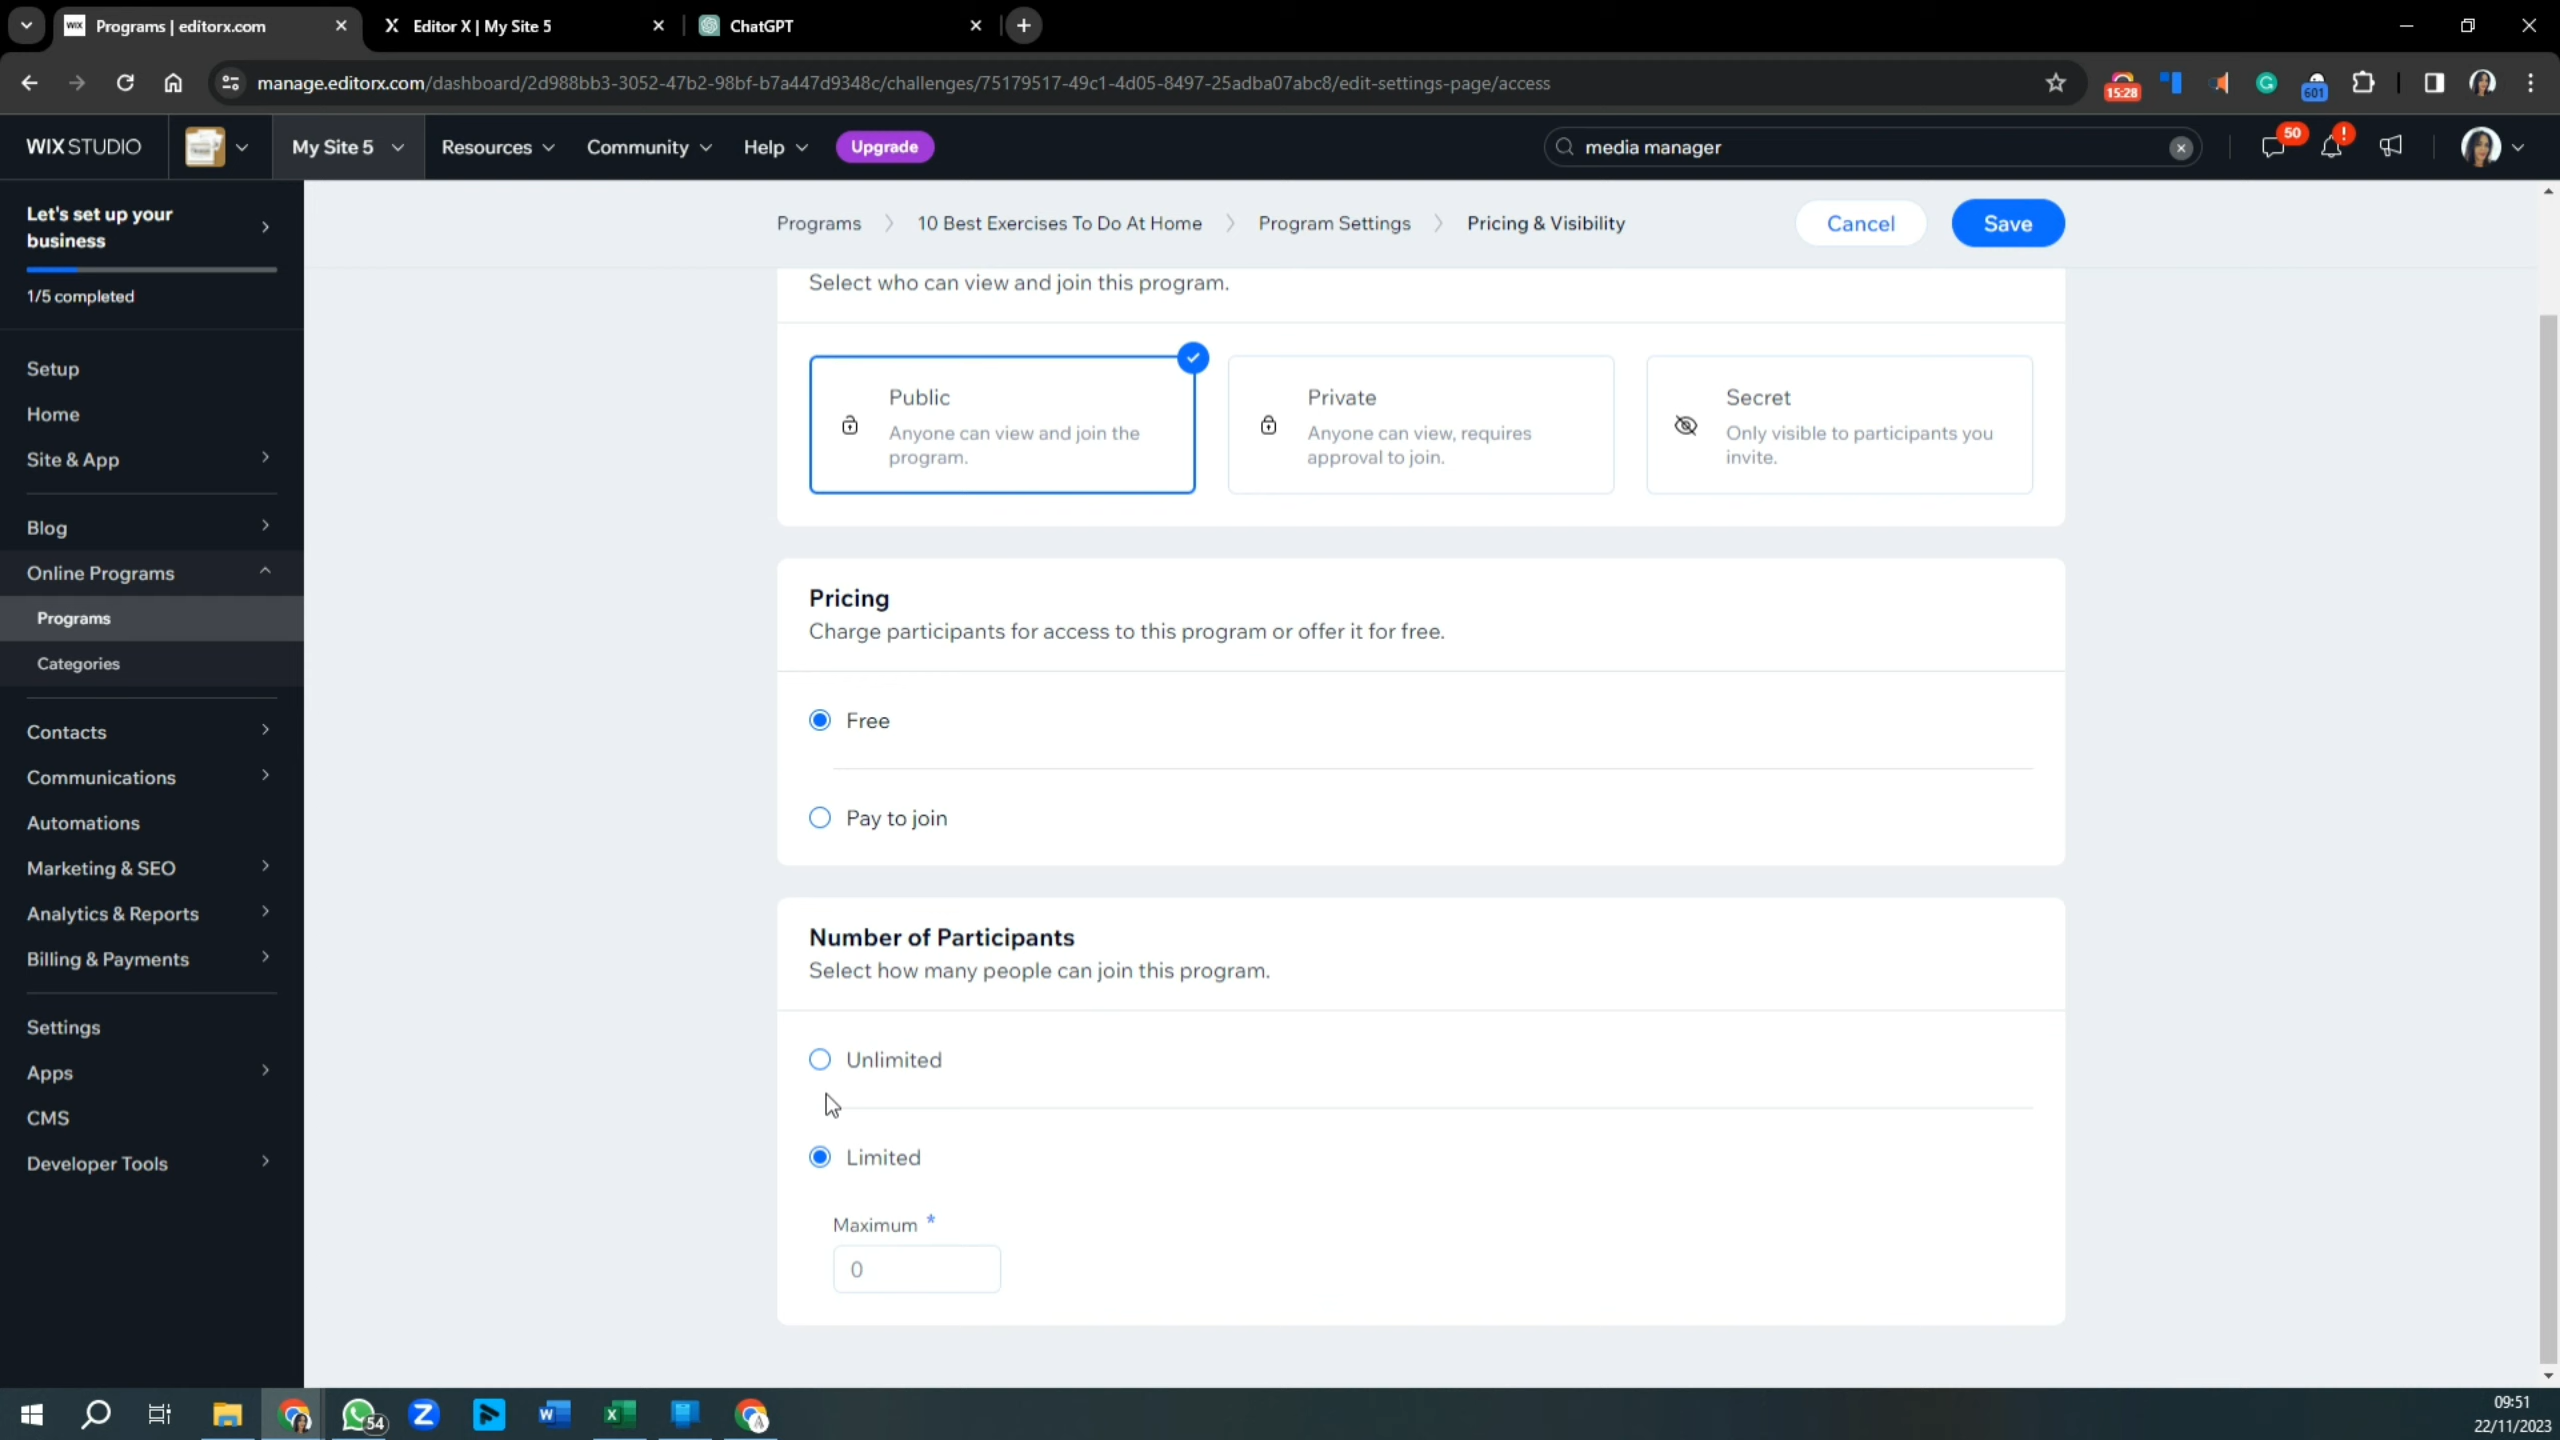 Programs | editorx.com
Editor X | My Site 5
ChatGPT
manage.editorx.com/dashboard/2d988bb3-3052-47b2-98bf-b7a447d9348c/challenges/75179517-49c1-4d05-8497-25adba07abc8/edit-settings-page/access
15:28
601
WIX STUDIO
My Site 5
Resources
Community
Help
Upgrade
media manager
50
Let's set up your
business
1/5 completed
Setup
Home
Site & App
Blog
Online Programs
Programs
Categories
Contacts
Communications
Automations
Marketing & SEO
Analytics & Reports
Billing & Payments
Settings
Apps
CMS
Developer Tools
Programs > 10 Best Exercises To Do At Home > Program Settings > Pricing & Visibility
Cancel
Save
Select who can view and join this program.
Public
Anyone can view and join the
program.
Private
Anyone can view, requires
approval to join.
Secret
Only visible to participants you
invite.
Pricing
Charge participants for access to this program or offer it for free.
Free
Pay to join
Number of Participants
Select how many people can join this program.
Unlimited
Limited
Maximum *
0
54
09:51
22/11/2023